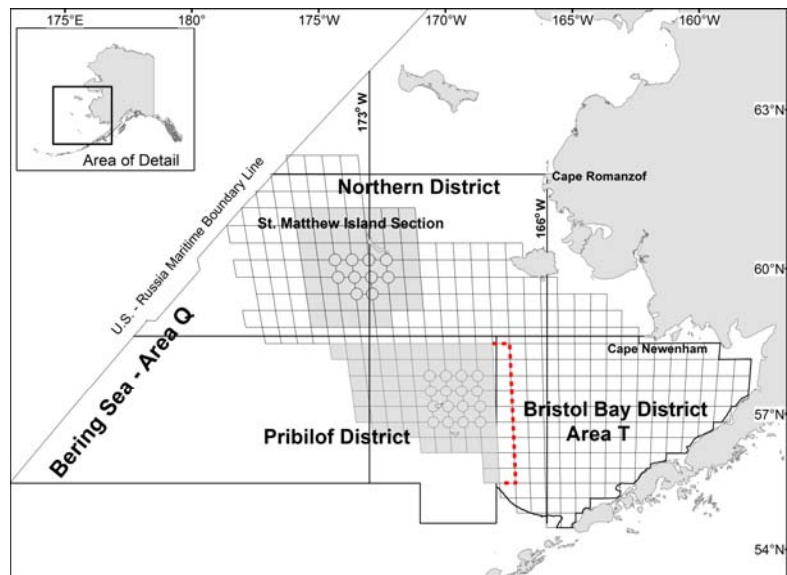 175°E 180° 175°W 170°W 165°W 160°W
63°N
173° W
Area of Detail
U.S. - Russia Maritime Boundary Line
Northern District
Cape Romanzof
St. Matthew Island Section
166° W
60°N
Bering Sea - Area Q
Cape Newenham
Bristol Bay District
Area T
57°N
Pribilof District
54°N